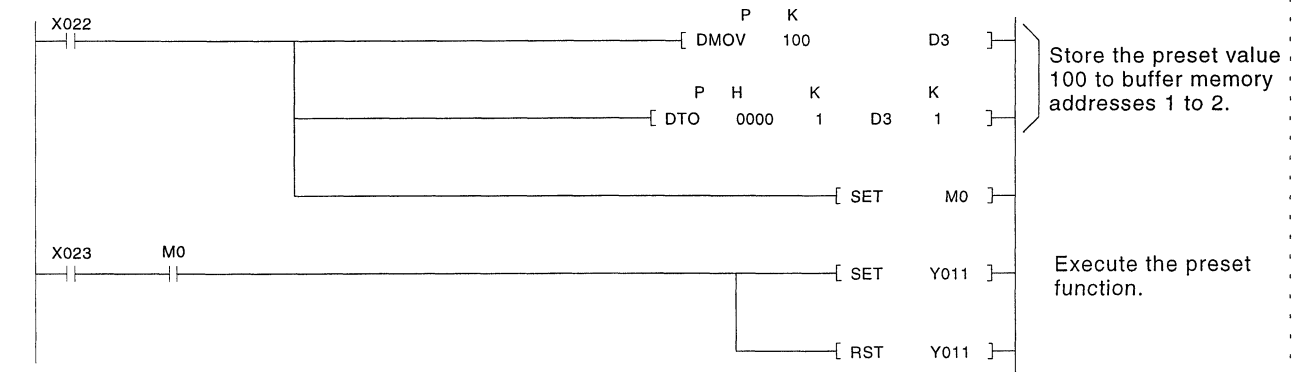 X022
P K
[ DMOV 100 D3 ]
Store the preset value
100 to buffer memory
addresses 1 to 2.
P H K K
[ DTO 0000 1 D3 1 ]
[ SET M0 ]
X023 M0
[ SET Y011 ]
Execute the preset
function.
[ RST Y011 ]